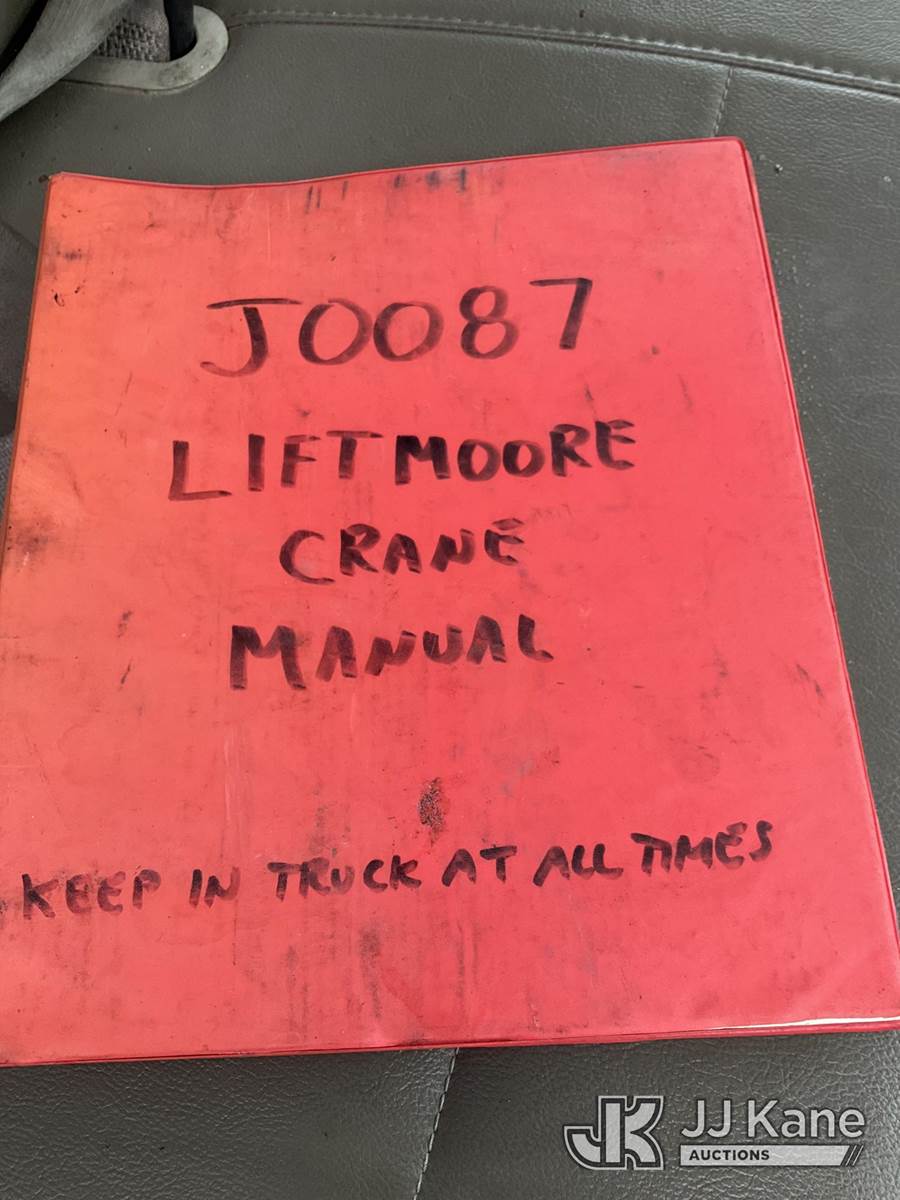 J0087
LIFTMOORE
CRANE
MANUAL
KEEP IN TRUCK AT ALL TIMES
JK JJ Kane
AUCTIONS